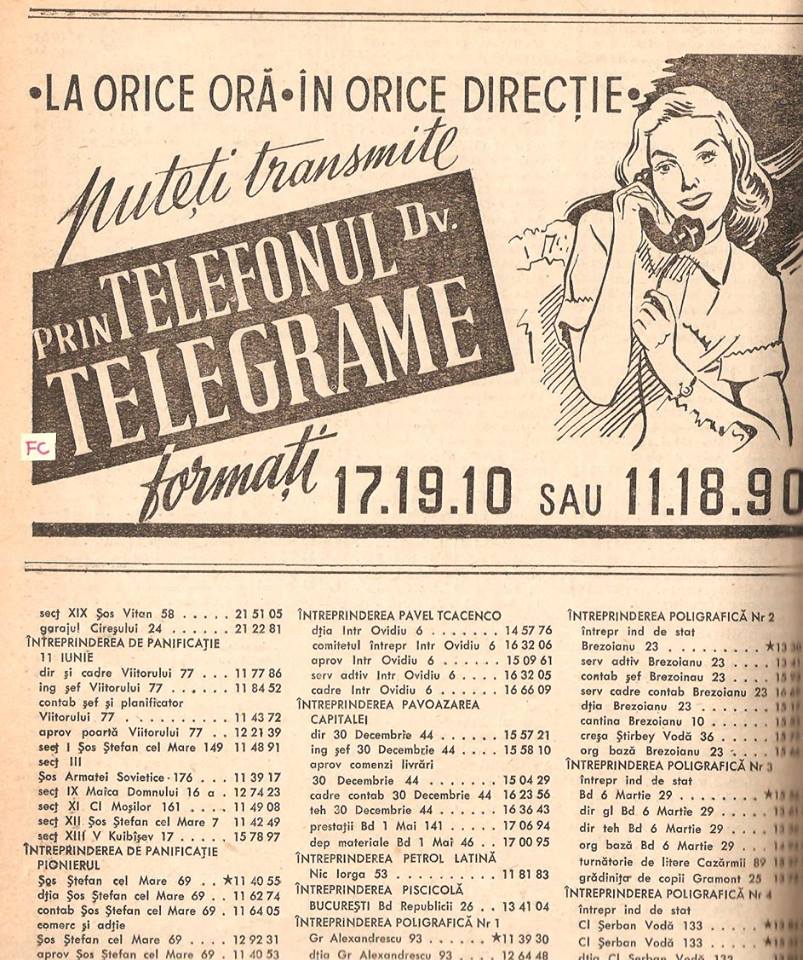 •LA ORICE ORĂ•ÎN ORICE DIRECȚIE•
puteți transmite
PRIN TELEFONUL Dv.
TELEGRAME
FC
formați 17.19.10 SAU 11.18.90
secț XIX Șos Vitan 58 . . . . . 21 51 05
garajul Cireșului 24 . . . . . . . 21 22 81
ÎNTREPRINDEREA DE PANIFICAȚIE
11 IUNIE
dir și cadre Viitorului 77 . . . 11 77 86
ing șef Viitorului 77 . . . . . . 11 84 52
contab șef și planificator
Viitorului 77 . . . . . . . . . . 11 43 72
aprov poartă Viitorului 77 . . 12 21 39
secț I Șos Ștefan cel Mare 149 11 48 91
secț III
Șos Armatei Sovietice 176 . . . 11 39 17
secț IX Maica Domnului 16 a . 12 74 23
secț XI Cl Moșilor 161 . . . . 11 49 08
secț XII Șos Ștefan cel Mare 7 11 42 49
secț XIII V Kuibîșev 17 . . . . . 15 78 97
ÎNTREPRINDEREA DE PANIFICAȚIE
PIONIERUL
Șos Ștefan cel Mare 69 . . ★11 40 55
dția Șos Ștefan cel Mare 69 . 11 62 74
contab Șos Ștefan cel Mare 69 . 11 64 05
comerc și adție
Șos Ștefan cel Mare 69 . . . . 12 92 31
aprov Șos Ștefan cel Mare 69 . 11 40 53
ÎNTREPRINDEREA PAVEL TCACENCO
dția Intr Ovidiu 6 . . . . . . . 14 57 76
comitetul întrepr Intr Ovidiu 6 16 32 06
aprov Intr Ovidiu 6 . . . . . . 15 09 61
serv adtiv Intr Ovidiu 6 . . . . 16 32 05
cadre Intr Ovidiu 6 . . . . . . 16 66 09
ÎNTREPRINDEREA PAVOAZAREA
CAPITALEI
dir 30 Decembrie 44 . . . . . . 15 57 21
ing șef 30 Decembrie 44 . . . . 15 58 10
aprov comenzi livrări
30 Decembrie 44 . . . . . . . 15 04 29
cadre contab 30 Decembrie 44 16 23 56
teh 30 Decembrie 44 . . . . . . 16 36 43
prestații Bd 1 Mai 141 . . . . . 17 06 94
dep materiale Bd 1 Mai 46 . . 17 00 95
ÎNTREPRINDEREA PETROL LATINĂ
Nic Iorga 53 . . . . . . . . . . 11 81 83
ÎNTREPRINDEREA PISCICOLĂ
BUCUREȘTI Bd Republicii 26 . . 13 41 04
ÎNTREPRINDEREA POLIGRAFICĂ Nr 1
Gr Alexandrescu 93 . . . . . . ★11 39 30
dția Gr Alexandrescu 93 . . . . 12 64 48
ÎNTREPRINDEREA POLIGRAFICĂ Nr 2
întrepr ind de stat
Brezoianu 23 . . . . . . . . . ★13
serv adtiv Brezoianu 23 . . . . 13
contab șef Brezoinau 23 . . . . 15
serv cadre contab Brezoianu 23 16
dția Brezoianu 23 . . . . . . . 15
cantina Brezoianu 10 . . . . . . 15
creșa Știrbey Vodă 36 . . . . . 15
org bază Brezoianu 23 . . . . . 15
ÎNTREPRINDEREA POLIGRAFICĂ Nr 3
întrepr ind de stat
Bd 6 Martie 29 . . . . . . . . ★15
dir gl Bd 6 Martie 29 . . . .
dir teh Bd 6 Martie 29 . . . .
org bază Bd 6 Martie 29 . . .
turnătorie de litere Cazărmii 89
grădinița de copii Gramont 25
ÎNTREPRINDEREA POLIGRAFICĂ Nr 4
întrepr ind de stat
Cl Șerban Vodă 133 . . . . . ★
Cl Șerban Vodă 133 . . . . . ★
dția Cl Șerban Vodă 133